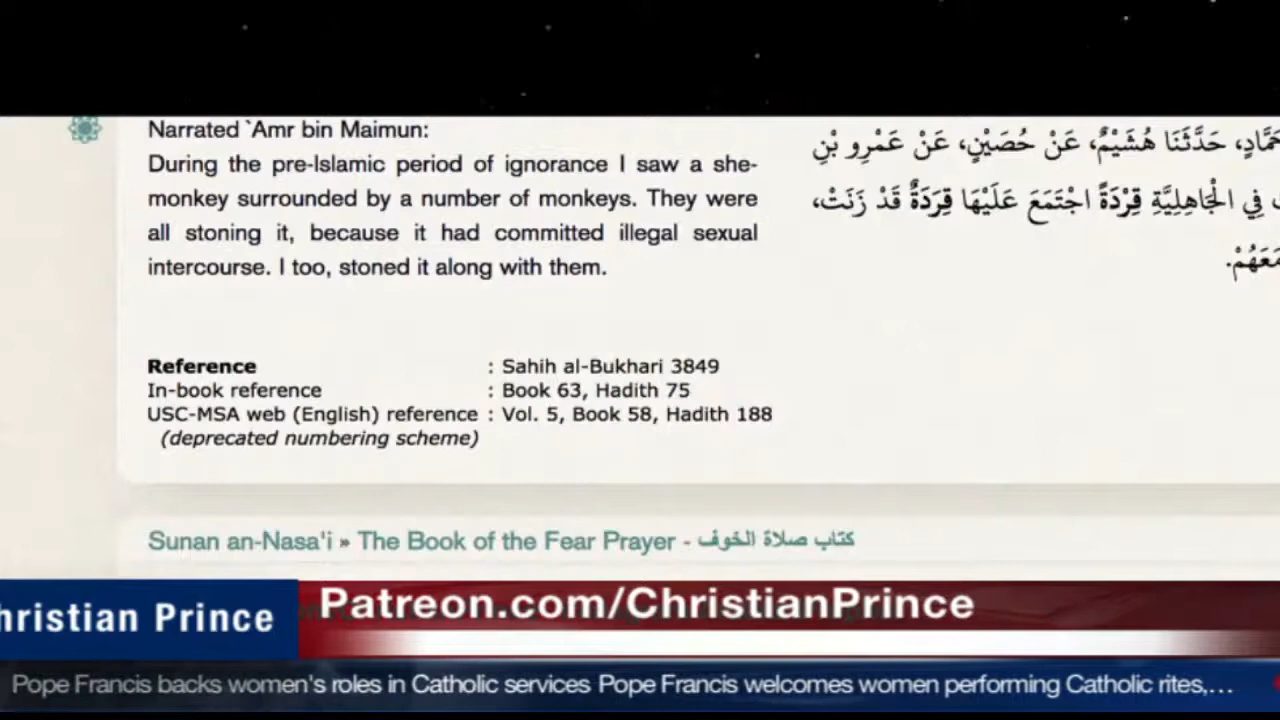 Narrated `Amr bin Maimun:
During the pre-Islamic period of ignorance I saw a she-
monkey surrounded by a number of monkeys. They were
all stoning it, because it had committed illegal sexual
intercourse. I too, stoned it along with them.
حَدَّثَنَا هُشَيْمٌ، عَنْ حُصَيْنٍ، عَنْ عَمْرِو بْنِ
فِي الْجَاهِلِيَّةِ قِرْدَةً اجْتَمَعَ عَلَيْهَا قِرَدَةٌ قَدْ زَنَتْ،
Reference : Sahih al-Bukhari 3849
In-book reference : Book 63, Hadith 75
USC-MSA web (English) reference : Vol. 5, Book 58, Hadith 188
(deprecated numbering scheme)
Sunan an-Nasa'i » The Book of the Fear Prayer - كتاب صلاة الخوف
hristian Prince
Patreon.com/ChristianPrince
Pope Francis backs women's roles in Catholic services Pope Francis welcomes women performing Catholic rites,…